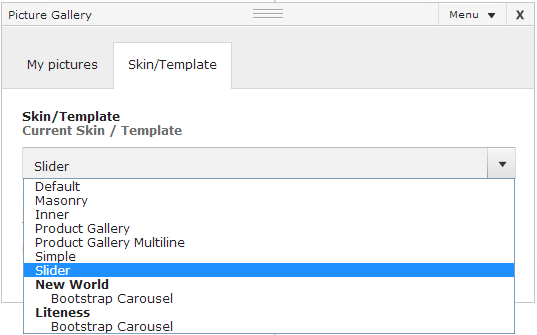 Picture Gallery Menu X
My pictures Skin/Template
Skin/Template
Current Skin / Template
Slider
Default
Masonry
Inner
Product Gallery
Product Gallery Multiline
Simple
Slider
New World
Bootstrap Carousel
Liteness
Bootstrap Carousel